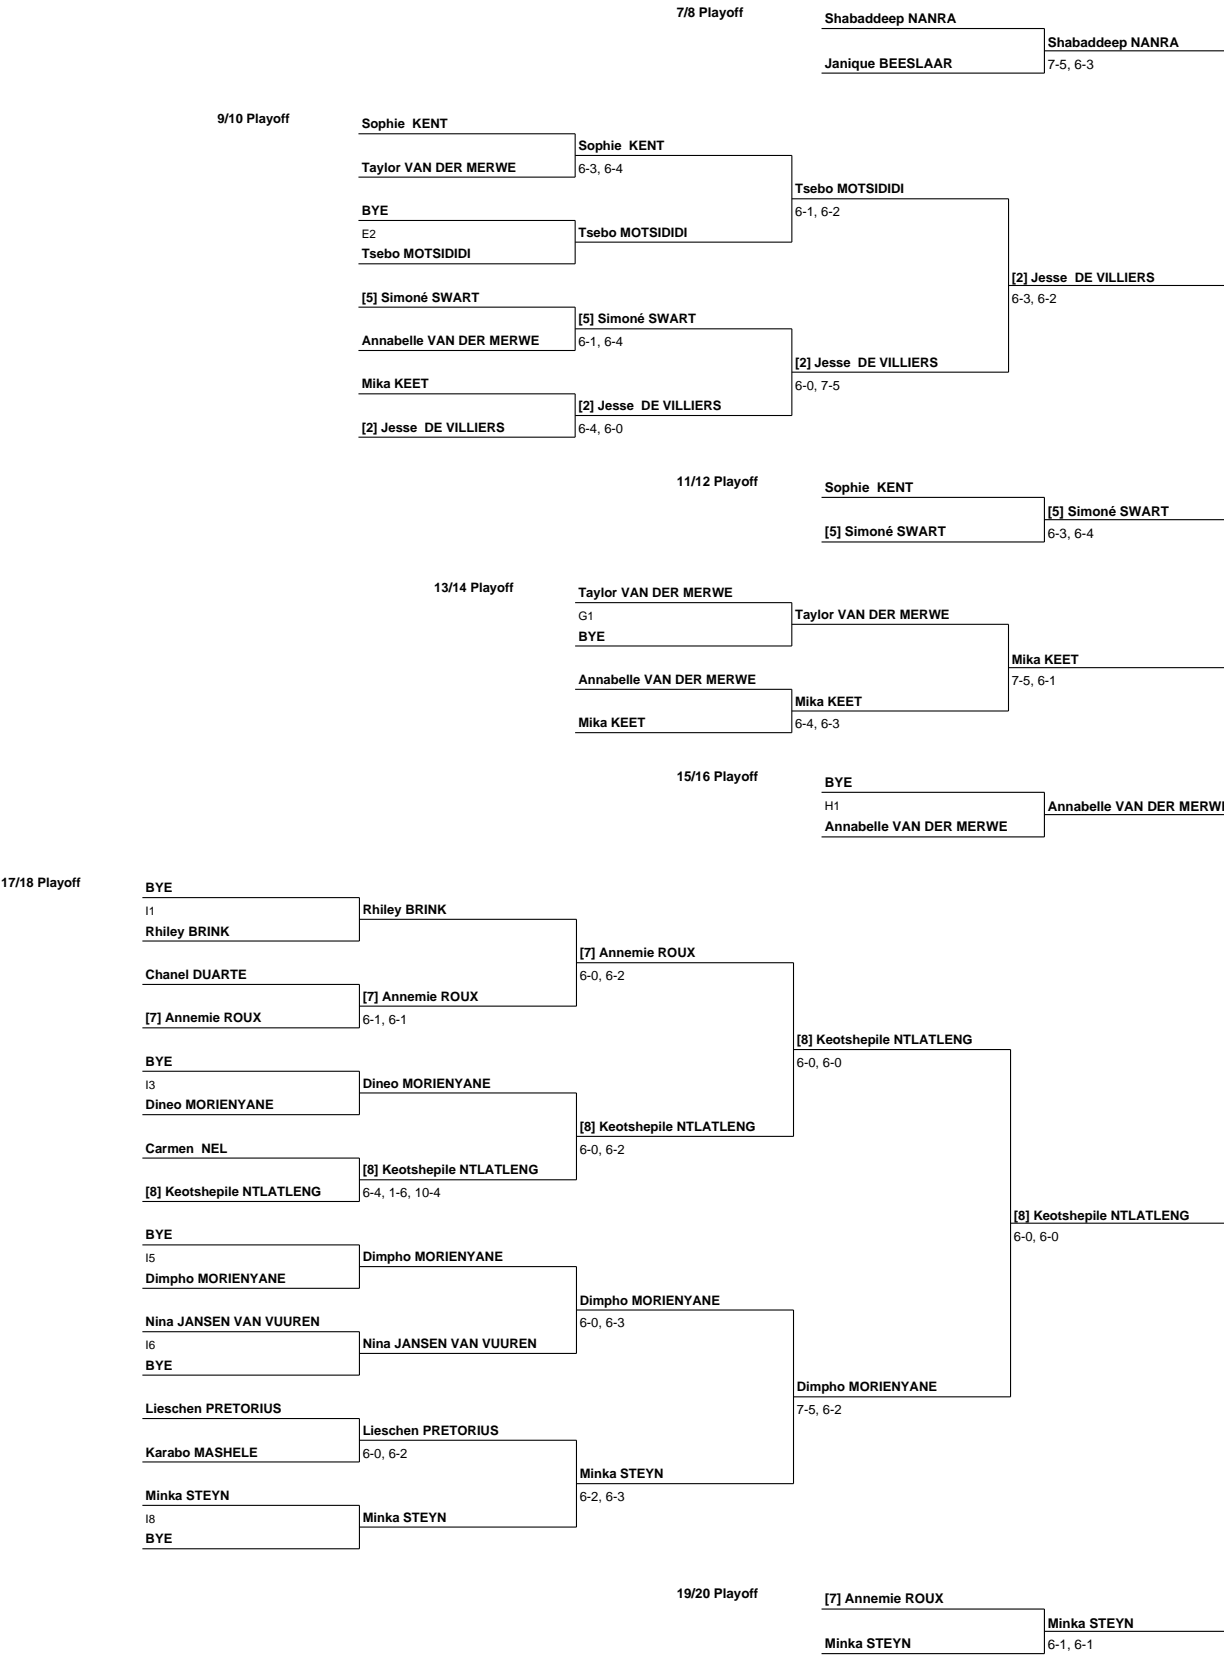 7/8 Playoff
Shabaddeep NANRA
Shabaddeep NANRA
Janique BEESLAAR
7-5, 6-3
9/10 Playoff
Sophie KENT
Sophie KENT
Taylor VAN DER MERWE
6-3, 6-4
Tsebo MOTSIDIDI
BYE
6-1, 6-2
E2
Tsebo MOTSIDIDI
Tsebo MOTSIDIDI
[2] Jesse DE VILLIERS
[5] Simoné SWART
6-3, 6-2
[5] Simoné SWART
Annabelle VAN DER MERWE
6-1, 6-4
[2] Jesse DE VILLIERS
Mika KEET
6-0, 7-5
[2] Jesse DE VILLIERS
[2] Jesse DE VILLIERS
6-4, 6-0
11/12 Playoff
Sophie KENT
[5] Simoné SWART
[5] Simoné SWART
6-3, 6-4
13/14 Playoff
Taylor VAN DER MERWE
G1
Taylor VAN DER MERWE
BYE
Mika KEET
Annabelle VAN DER MERWE
7-5, 6-1
Mika KEET
Mika KEET
6-4, 6-3
15/16 Playoff
BYE
H1
Annabelle VAN DER MERW
Annabelle VAN DER MERWE
17/18 Playoff
BYE
I1
Rhiley BRINK
Rhiley BRINK
[7] Annemie ROUX
Chanel DUARTE
6-0, 6-2
[7] Annemie ROUX
[7] Annemie ROUX
6-1, 6-1
[8] Keotshepile NTLATLENG
BYE
6-0, 6-0
I3
Dineo MORIENYANE
Dineo MORIENYANE
[8] Keotshepile NTLATLENG
Carmen NEL
6-0, 6-2
[8] Keotshepile NTLATLENG
[8] Keotshepile NTLATLENG
6-4, 1-6, 10-4
[8] Keotshepile NTLATLENG
BYE
6-0, 6-0
I5
Dimpho MORIENYANE
Dimpho MORIENYANE
Dimpho MORIENYANE
Nina JANSEN VAN VUUREN
6-0, 6-3
I6
Nina JANSEN VAN VUUREN
BYE
Dimpho MORIENYANE
Lieschen PRETORIUS
7-5, 6-2
Lieschen PRETORIUS
Karabo MASHELE
6-0, 6-2
Minka STEYN
Minka STEYN
6-2, 6-3
I8
Minka STEYN
BYE
19/20 Playoff
[7] Annemie ROUX
Minka STEYN
Minka STEYN
6-1, 6-1